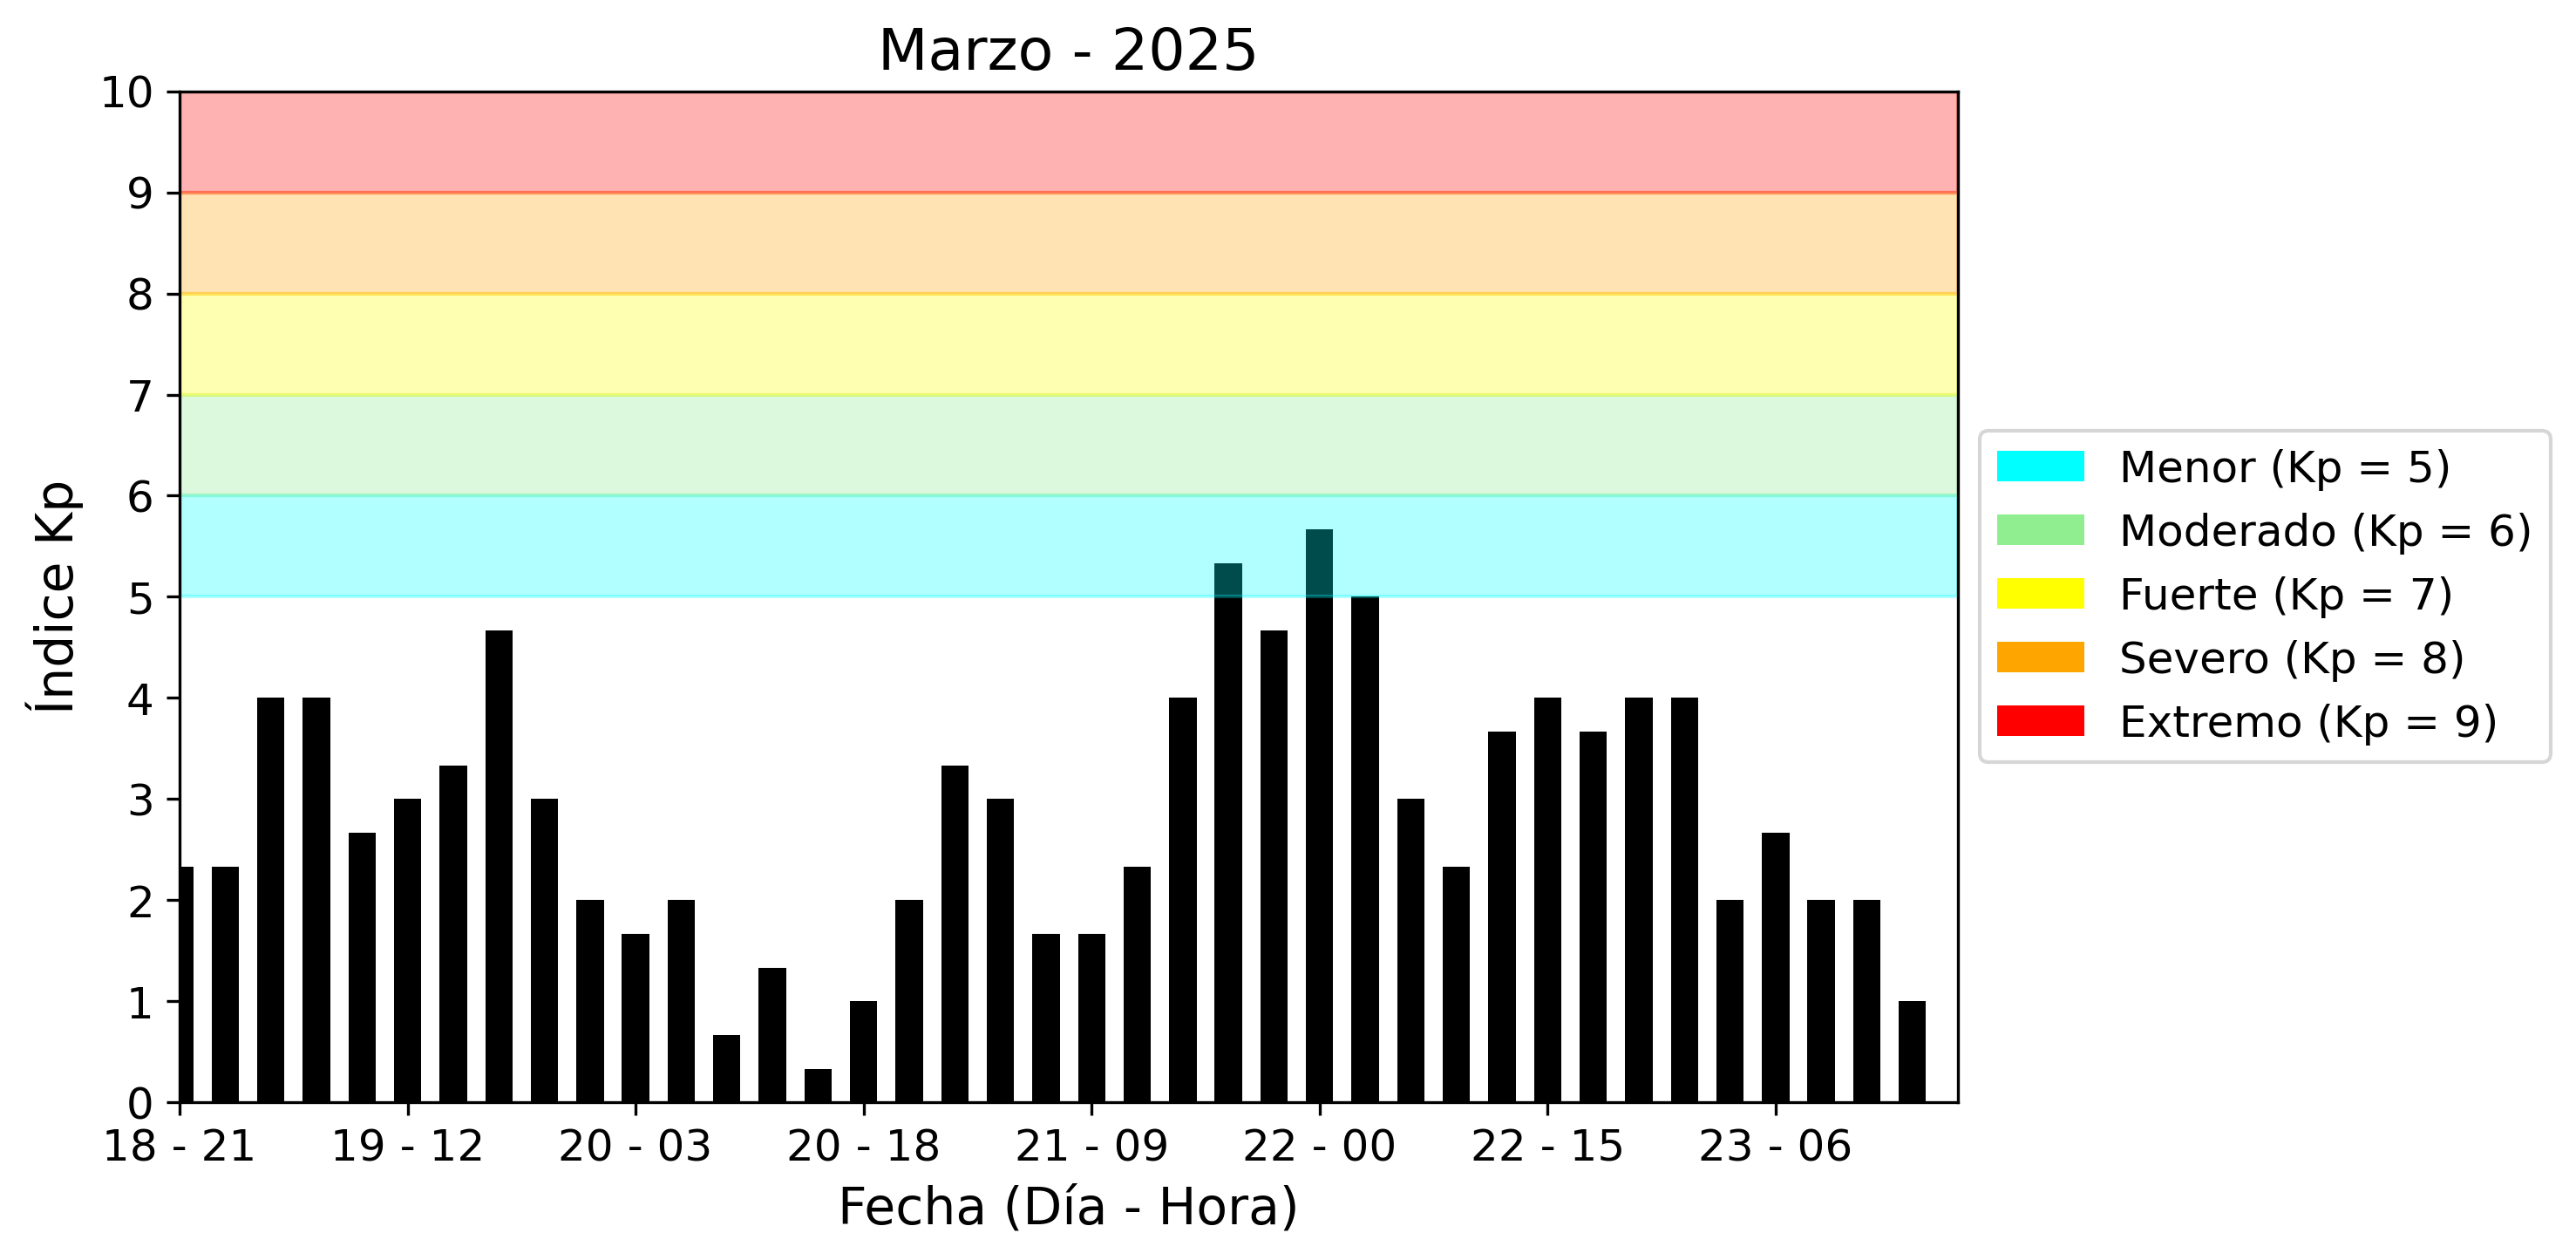 Marzo - 2025
10
9
8
7
6
5
4
3
2
1
0
Índice Kp
18 - 21
19 - 12
20 - 03
20 - 18
21 - 09
22 - 00
22 - 15
23 - 06
Fecha (Día - Hora)
Menor (Kp = 5)
Moderado (Kp = 6)
Fuerte (Kp = 7)
Severo (Kp = 8)
Extremo (Kp = 9)